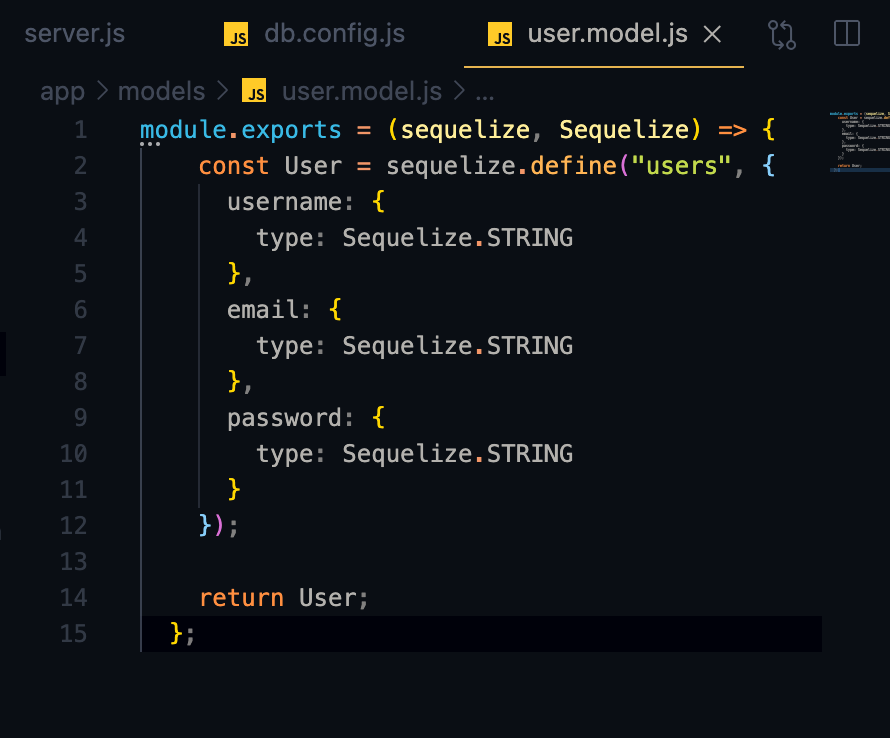 server.js JS db.config.js JS user.model.js
app > models > JS user.model.js > ...
1 module.exports = (sequelize, Sequelize) => {
2     const User = sequelize.define("users", {
3       username: {
4         type: Sequelize.STRING
5       },
6       email: {
7         type: Sequelize.STRING
8       },
9       password: {
10         type: Sequelize.STRING
11       }
12     });
13
14     return User;
15   };